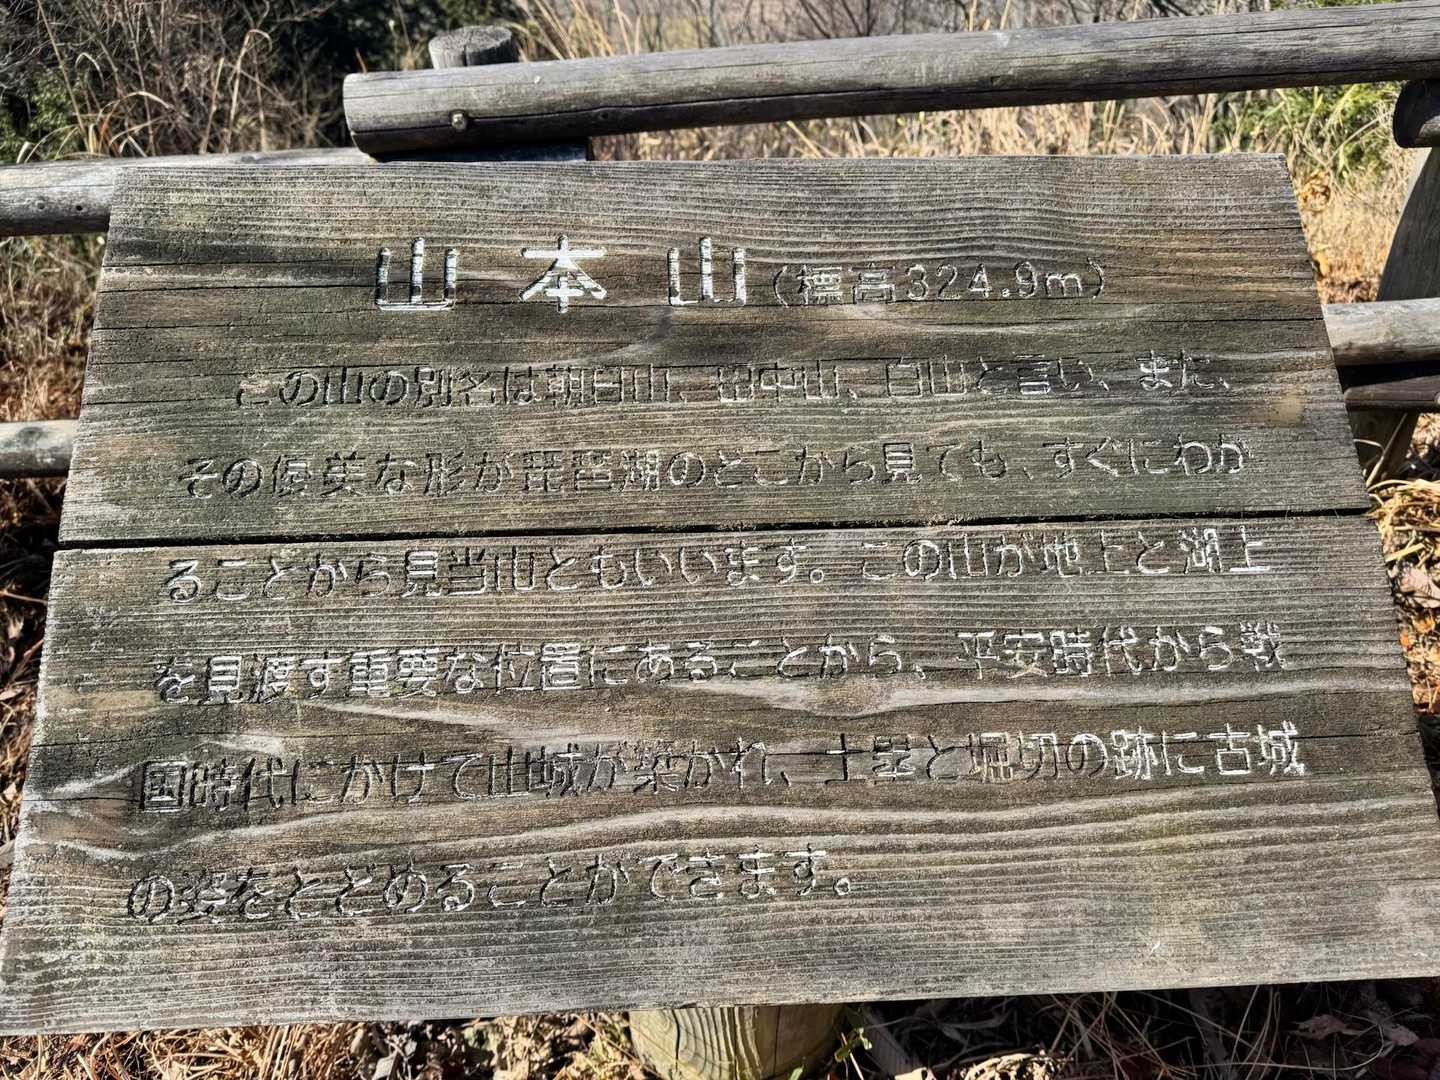 山本山(標高324.9m)
この山の別名は朝日山、田中山、白山と言い、また、
その優美な形が琵琶湖のどこから見ても、すぐにわか
ることから見当山ともいいます。この山が地上と湖上
を見渡す重要な位置にあることから、平安時代から戦
国時代にかけて山城が築かれ、土塁と堀切の跡に古城
の姿をとどめることができます。